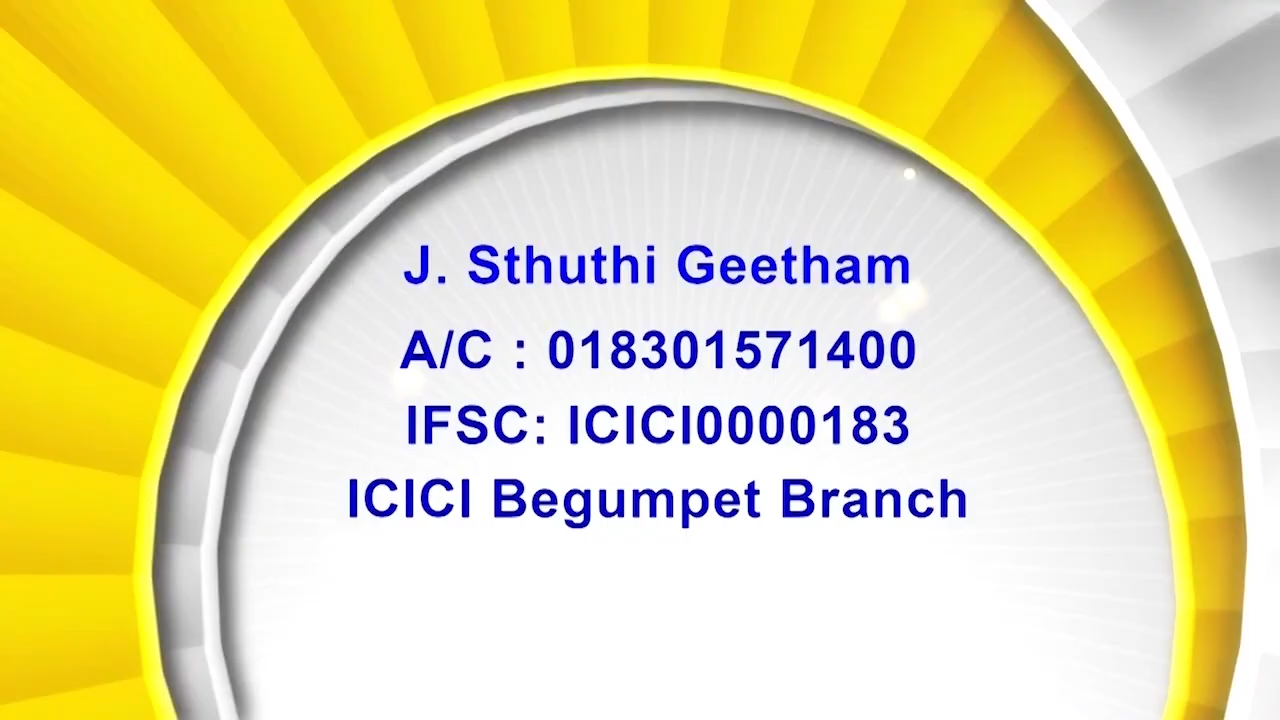 J. Sthuthi Geetham
A/C : 018301571400
IFSC: ICICI0000183
ICICI Begumpet Branch